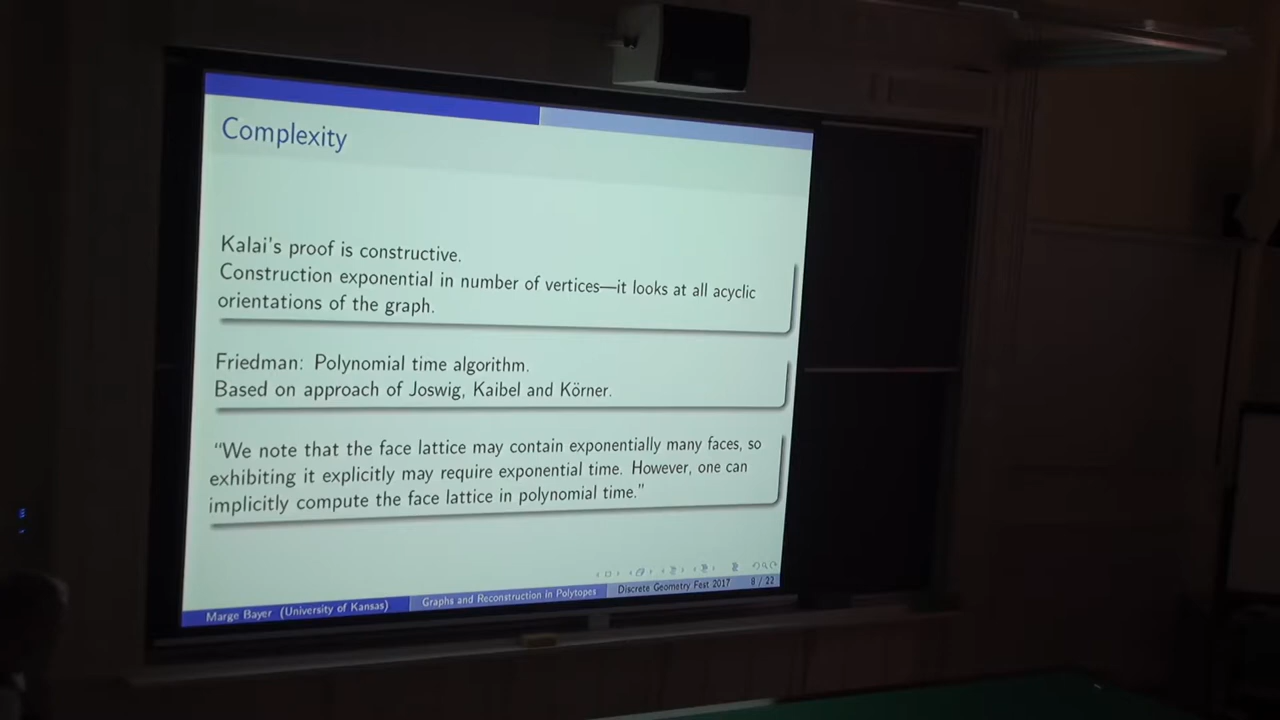 Complexity
Kalai's proof is constructive.
Construction exponential in number of vertices—it looks at all acyclic
orientations of the graph.
Friedman: Polynomial time algorithm.
Based on approach of Joswig, Kaibel and Körner.
“We note that the face lattice may contain exponentially many faces, so
exhibiting it explicitly may require exponential time. However, one can
implicitly compute the face lattice in polynomial time.”
Marge Bayer (University of Kansas) Graphs and Reconstruction in Polytopes Discrete Geometry Fest 2017 8 / 22